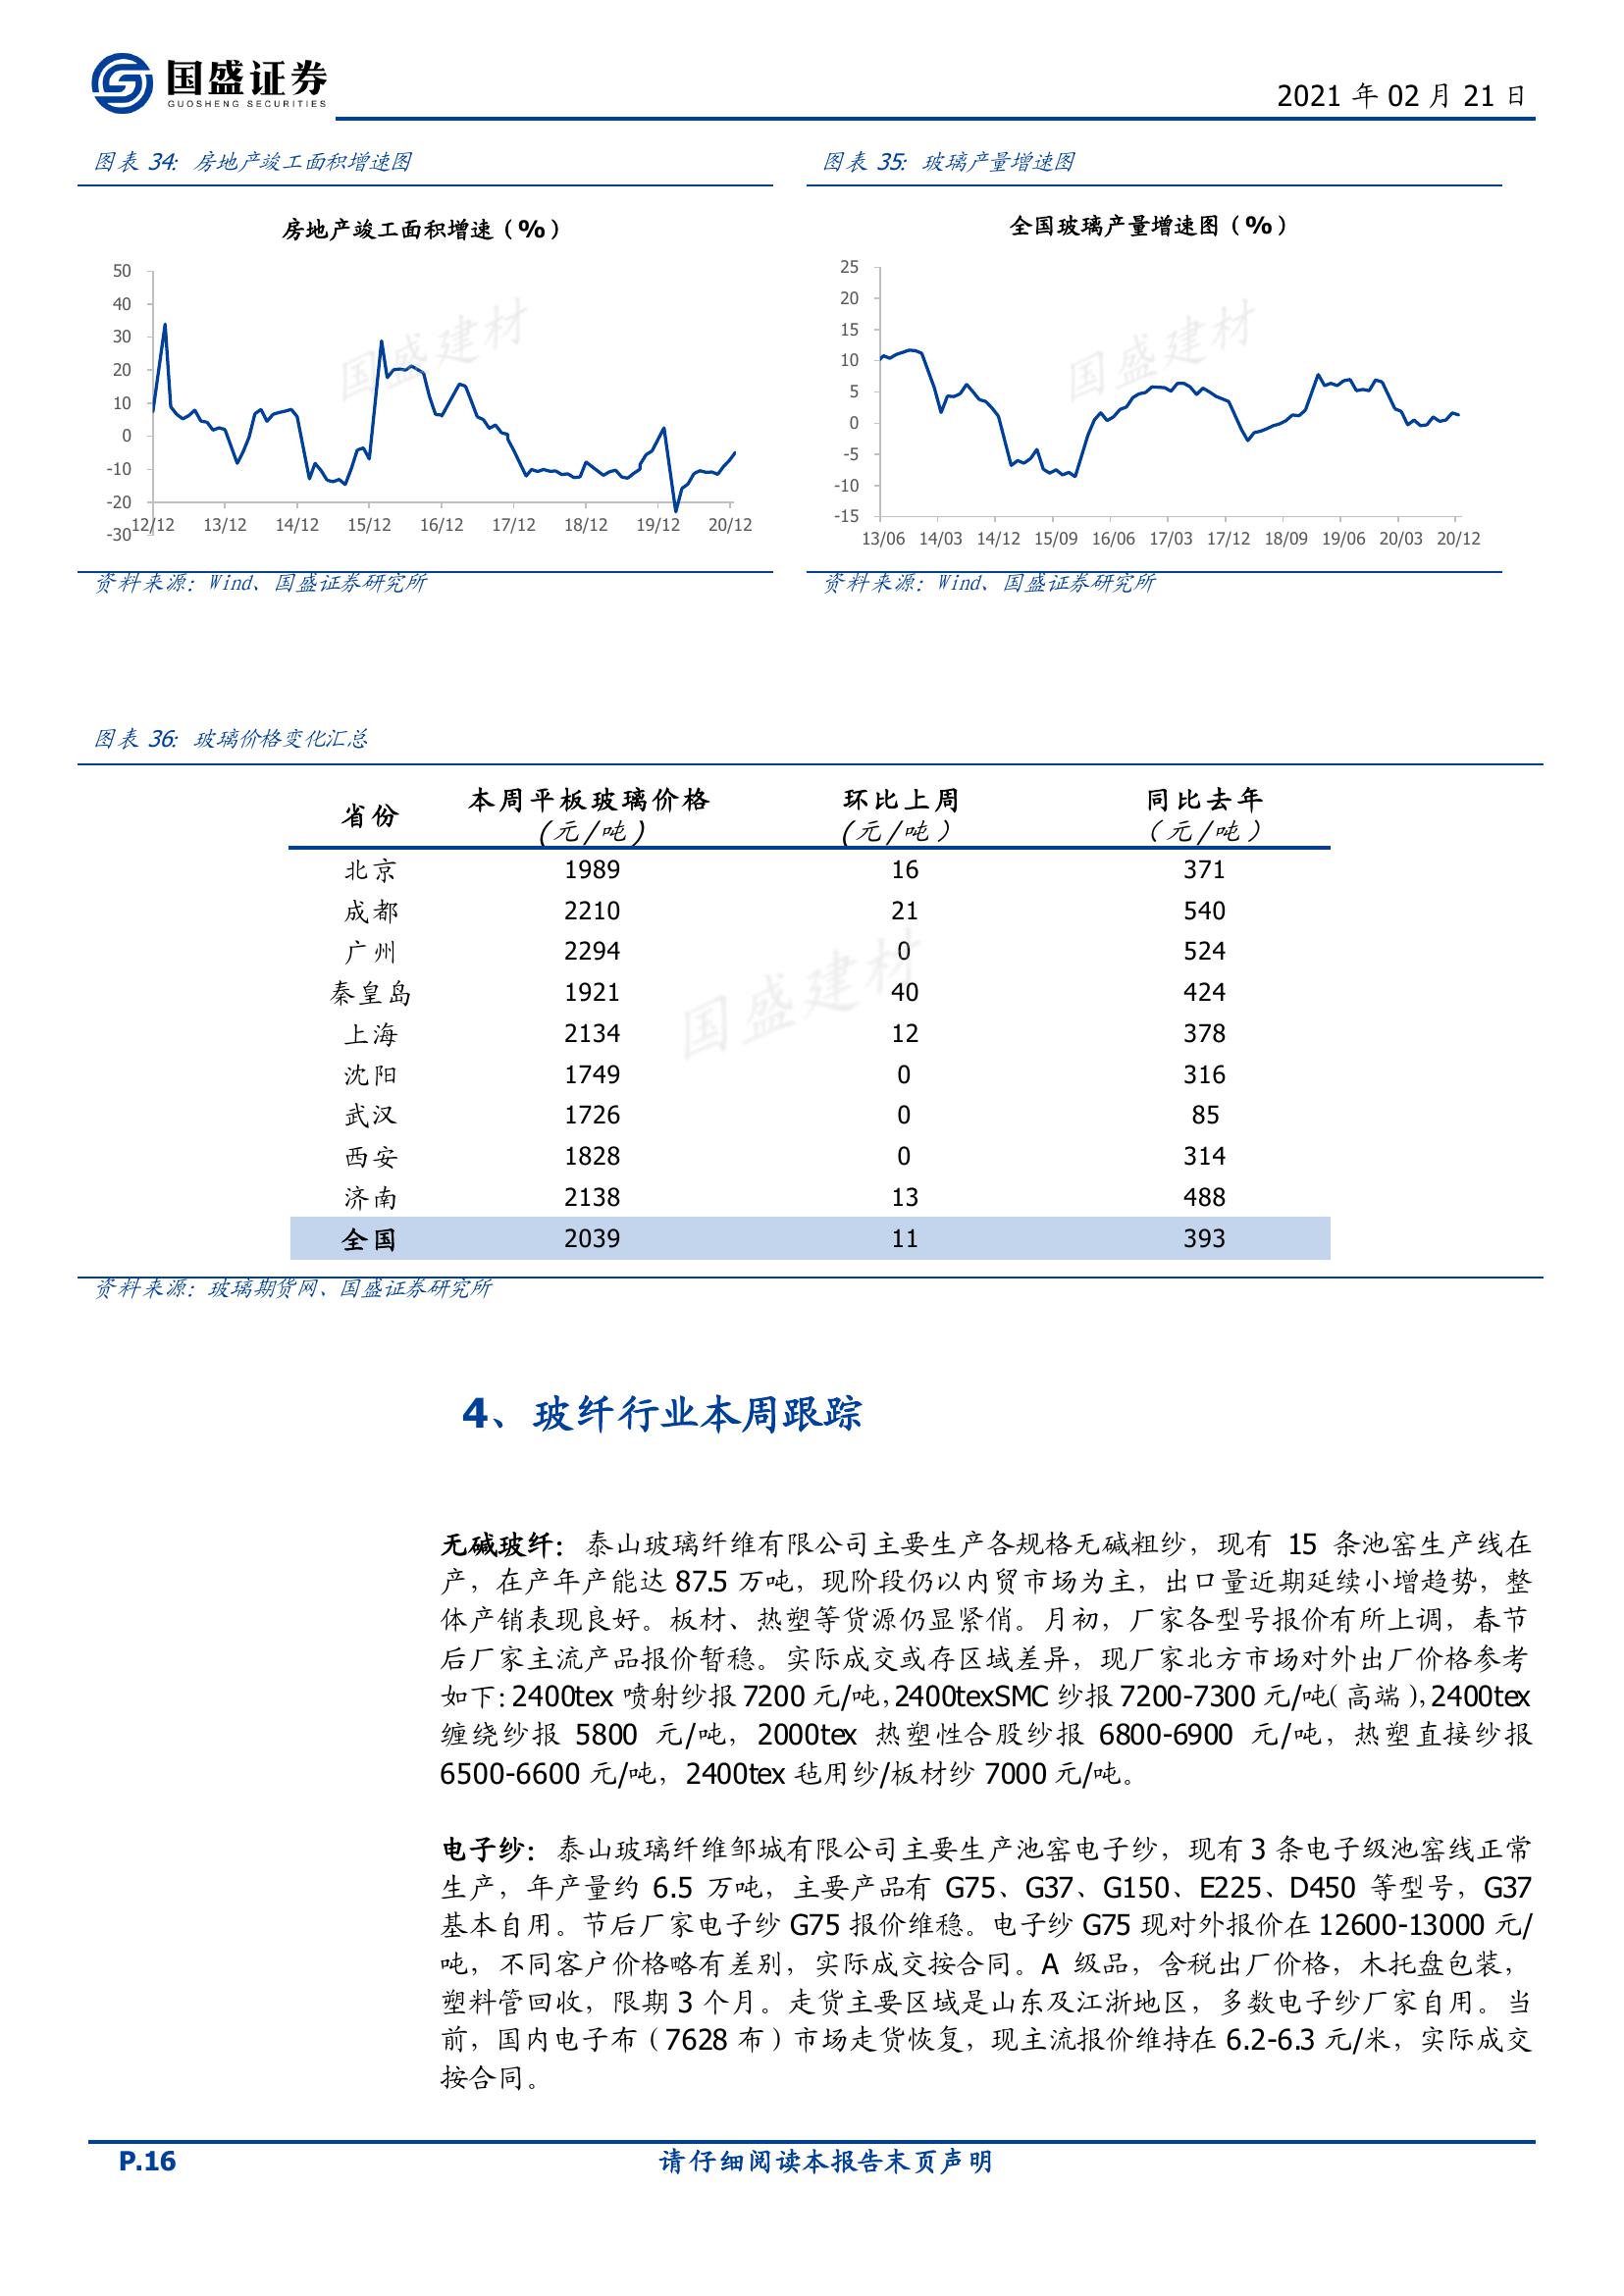 国盛证券
GUOSHENG SECURITIES
2021 年 02 月 21 日
图表 34: 房地产竣工面积增速图
房地产竣工面积增速（%）
50
40
30
20
10
0
-10
-20
-30
12/12 13/12 14/12 15/12 16/12 17/12 18/12 19/12 20/12
国盛建材
资料来源：Wind、国盛证券研究所
图表 35: 玻璃产量增速图
全国玻璃产量增速图（%）
25
20
15
10
5
0
-5
-10
-15
13/06 14/03 14/12 15/09 16/06 17/03 17/12 18/09 19/06 20/03 20/12
国盛建材
资料来源：Wind、国盛证券研究所
图表 36: 玻璃价格变化汇总
省份 本周平板玻璃价格 环比上周 同比去年
(元/吨) (元/吨） （元/吨）
北京 1989 16 371
成都 2210 21 540
广州 2294 0 524
秦皇岛 1921 40 424
上海 2134 12 378
沈阳 1749 0 316
武汉 1726 0 85
西安 1828 0 314
济南 2138 13 488
全国 2039 11 393
国盛建材
资料来源：玻璃期货网、国盛证券研究所
4、玻纤行业本周跟踪
无碱玻纤：泰山玻璃纤维有限公司主要生产各规格无碱粗纱，现有 15 条池窑生产线在
产，在产年产能达 87.5 万吨，现阶段仍以内贸市场为主，出口量近期延续小增趋势，整
体产销表现良好。板材、热塑等货源仍显紧俏。月初，厂家各型号报价有所上调，春节
后厂家主流产品报价暂稳。实际成交或存区域差异，现厂家北方市场对外出厂价格参考
如下：2400tex 喷射纱报 7200 元/吨，2400texSMC 纱报 7200-7300 元/吨（高端），2400tex
缠绕纱报 5800 元/吨，2000tex 热塑性合股纱报 6800-6900 元/吨，热塑直接纱报
6500-6600 元/吨，2400tex 毡用纱/板材纱 7000 元/吨。
电子纱：泰山玻璃纤维邹城有限公司主要生产池窑电子纱，现有 3 条电子级池窑线正常
生产，年产量约 6.5 万吨，主要产品有 G75、G37、G150、E225、D450 等型号，G37
基本自用。节后厂家电子纱 G75 报价维稳。电子纱 G75 现对外报价在 12600-13000 元/
吨，不同客户价格略有差别，实际成交按合同。A 级品，含税出厂价格，木托盘包装，
塑料管回收，限期 3 个月。走货主要区域是山东及江浙地区，多数电子纱厂家自用。当
前，国内电子布（7628 布）市场走货恢复，现主流报价维持在 6.2-6.3 元/米，实际成交
按合同。
P.16
请仔细阅读本报告末页声明